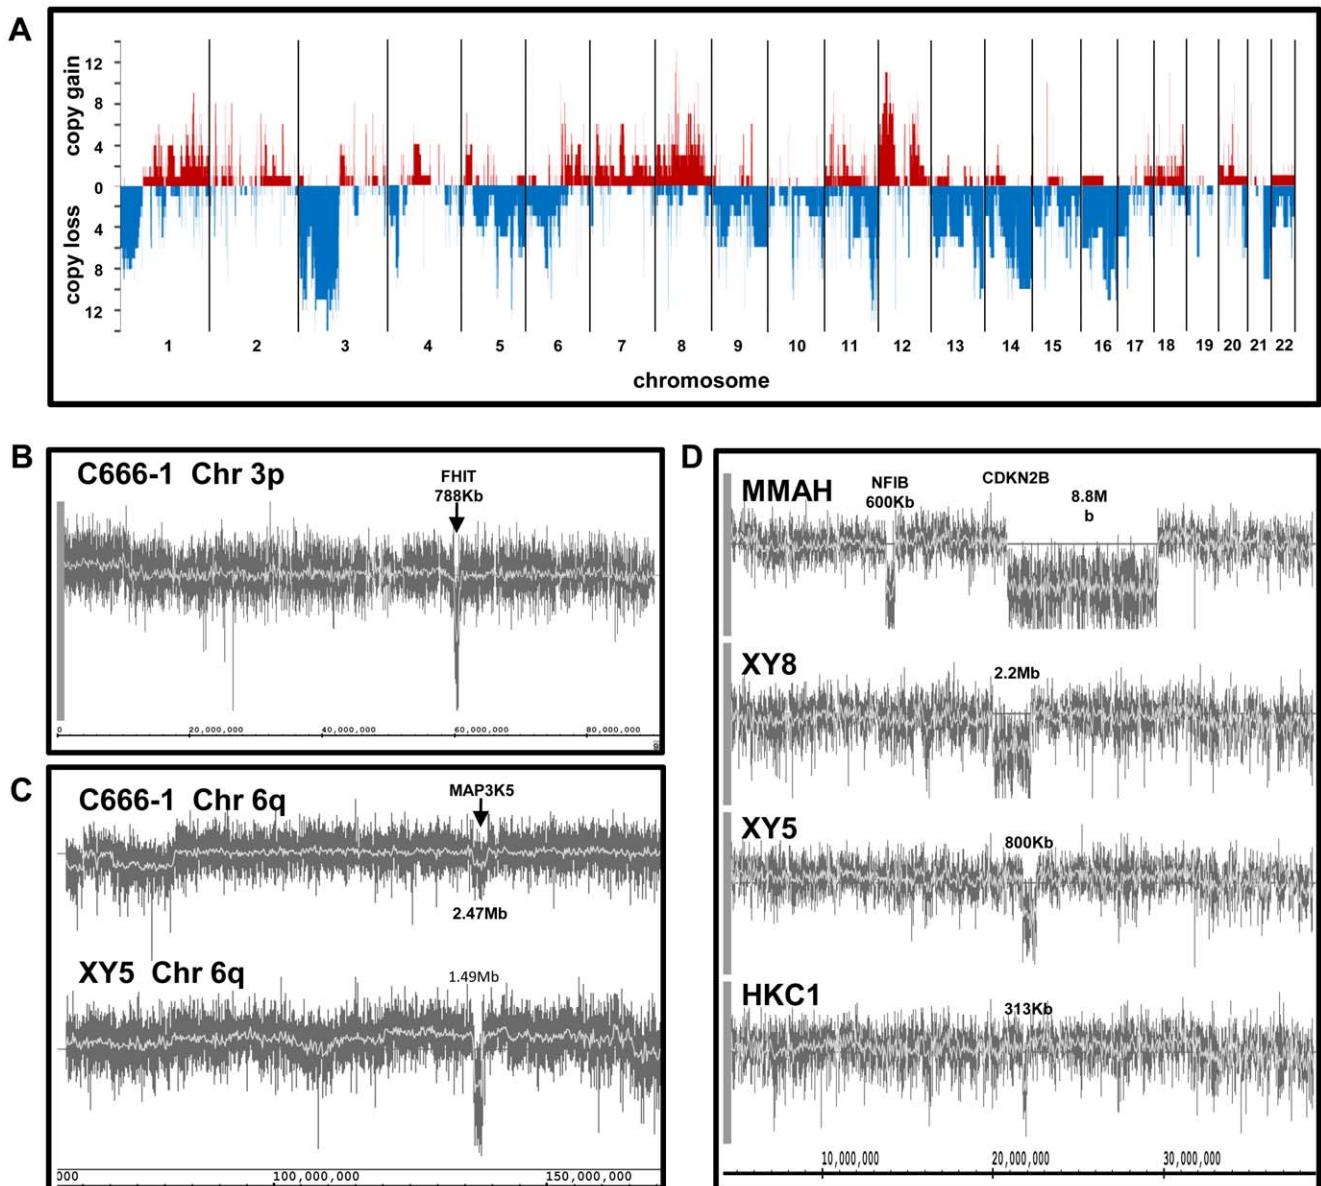 A
copy gain
copy loss
12
8
4
0
4
8
12
1 2 3 4 5 6 7 8 9 10 11 12 13 14 15 16 17 18 19 20 21 22
chromosome
B
C666-1 Chr 3p
FHIT
788Kb
0 20,000,000 40,000,000 60,000,000 80,000,000
C
C666-1 Chr 6q
MAP3K5
2.47Mb
XY5 Chr 6q
1.49Mb
000 100,000,000 150,000,000
D
MMAH
NFIB
600Kb
CDKN2B
8.8M
b
XY8
2.2Mb
XY5
800Kb
HKC1
313Kb
10,000,000 20,000,000 30,000,000